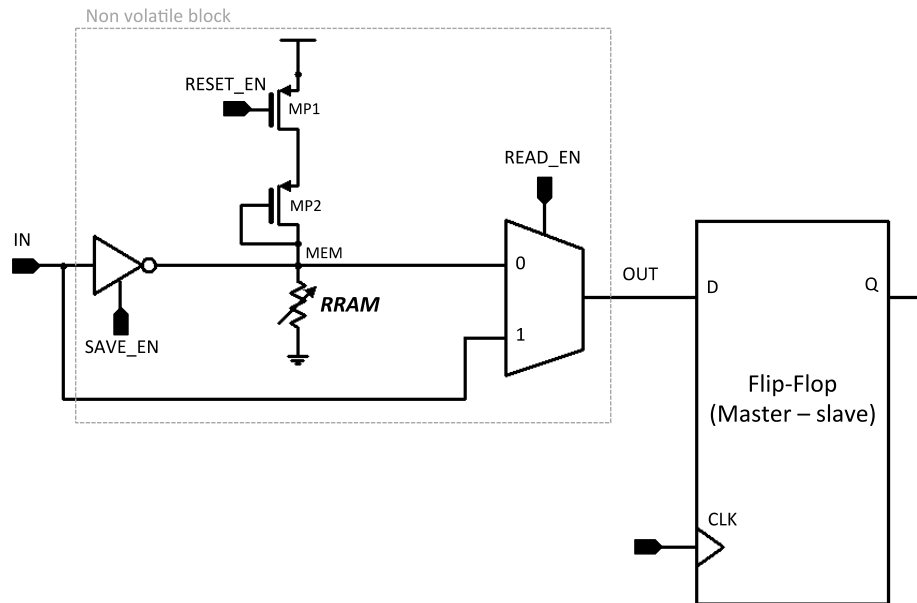 Non volatile block
RESET_EN
MP1
READ_EN
MP2
IN
MEM
0
OUT
D
Q
RRAM
1
SAVE_EN
Flip-Flop
(Master – slave)
CLK